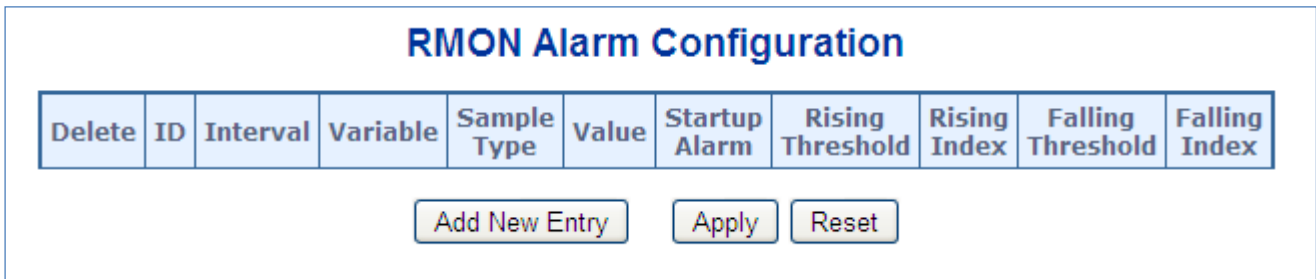 RMON Alarm Configuration
Delete ID Interval Variable Sample Type Value Startup Alarm Rising Threshold Rising Index Falling Threshold Falling Index
Add New Entry Apply Reset